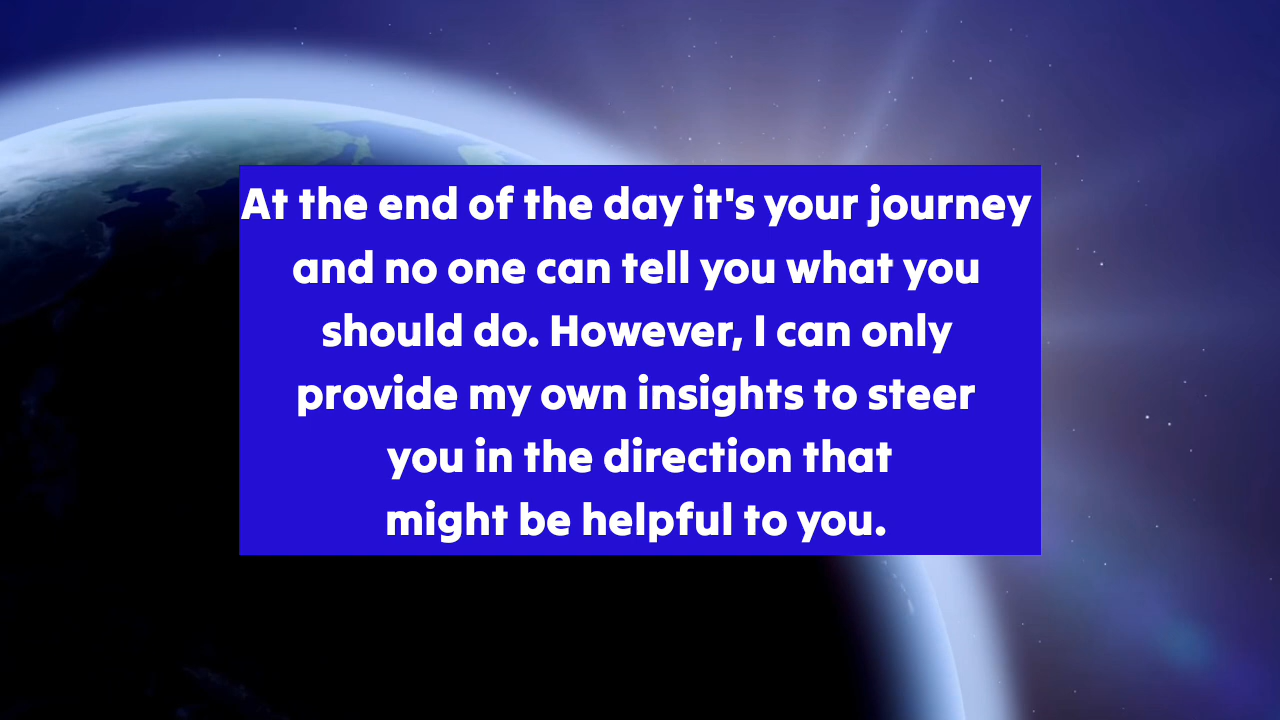 At the end of the day it's your journey
and no one can tell you what you
should do. However, I can only
provide my own insights to steer
you in the direction that
might be helpful to you.